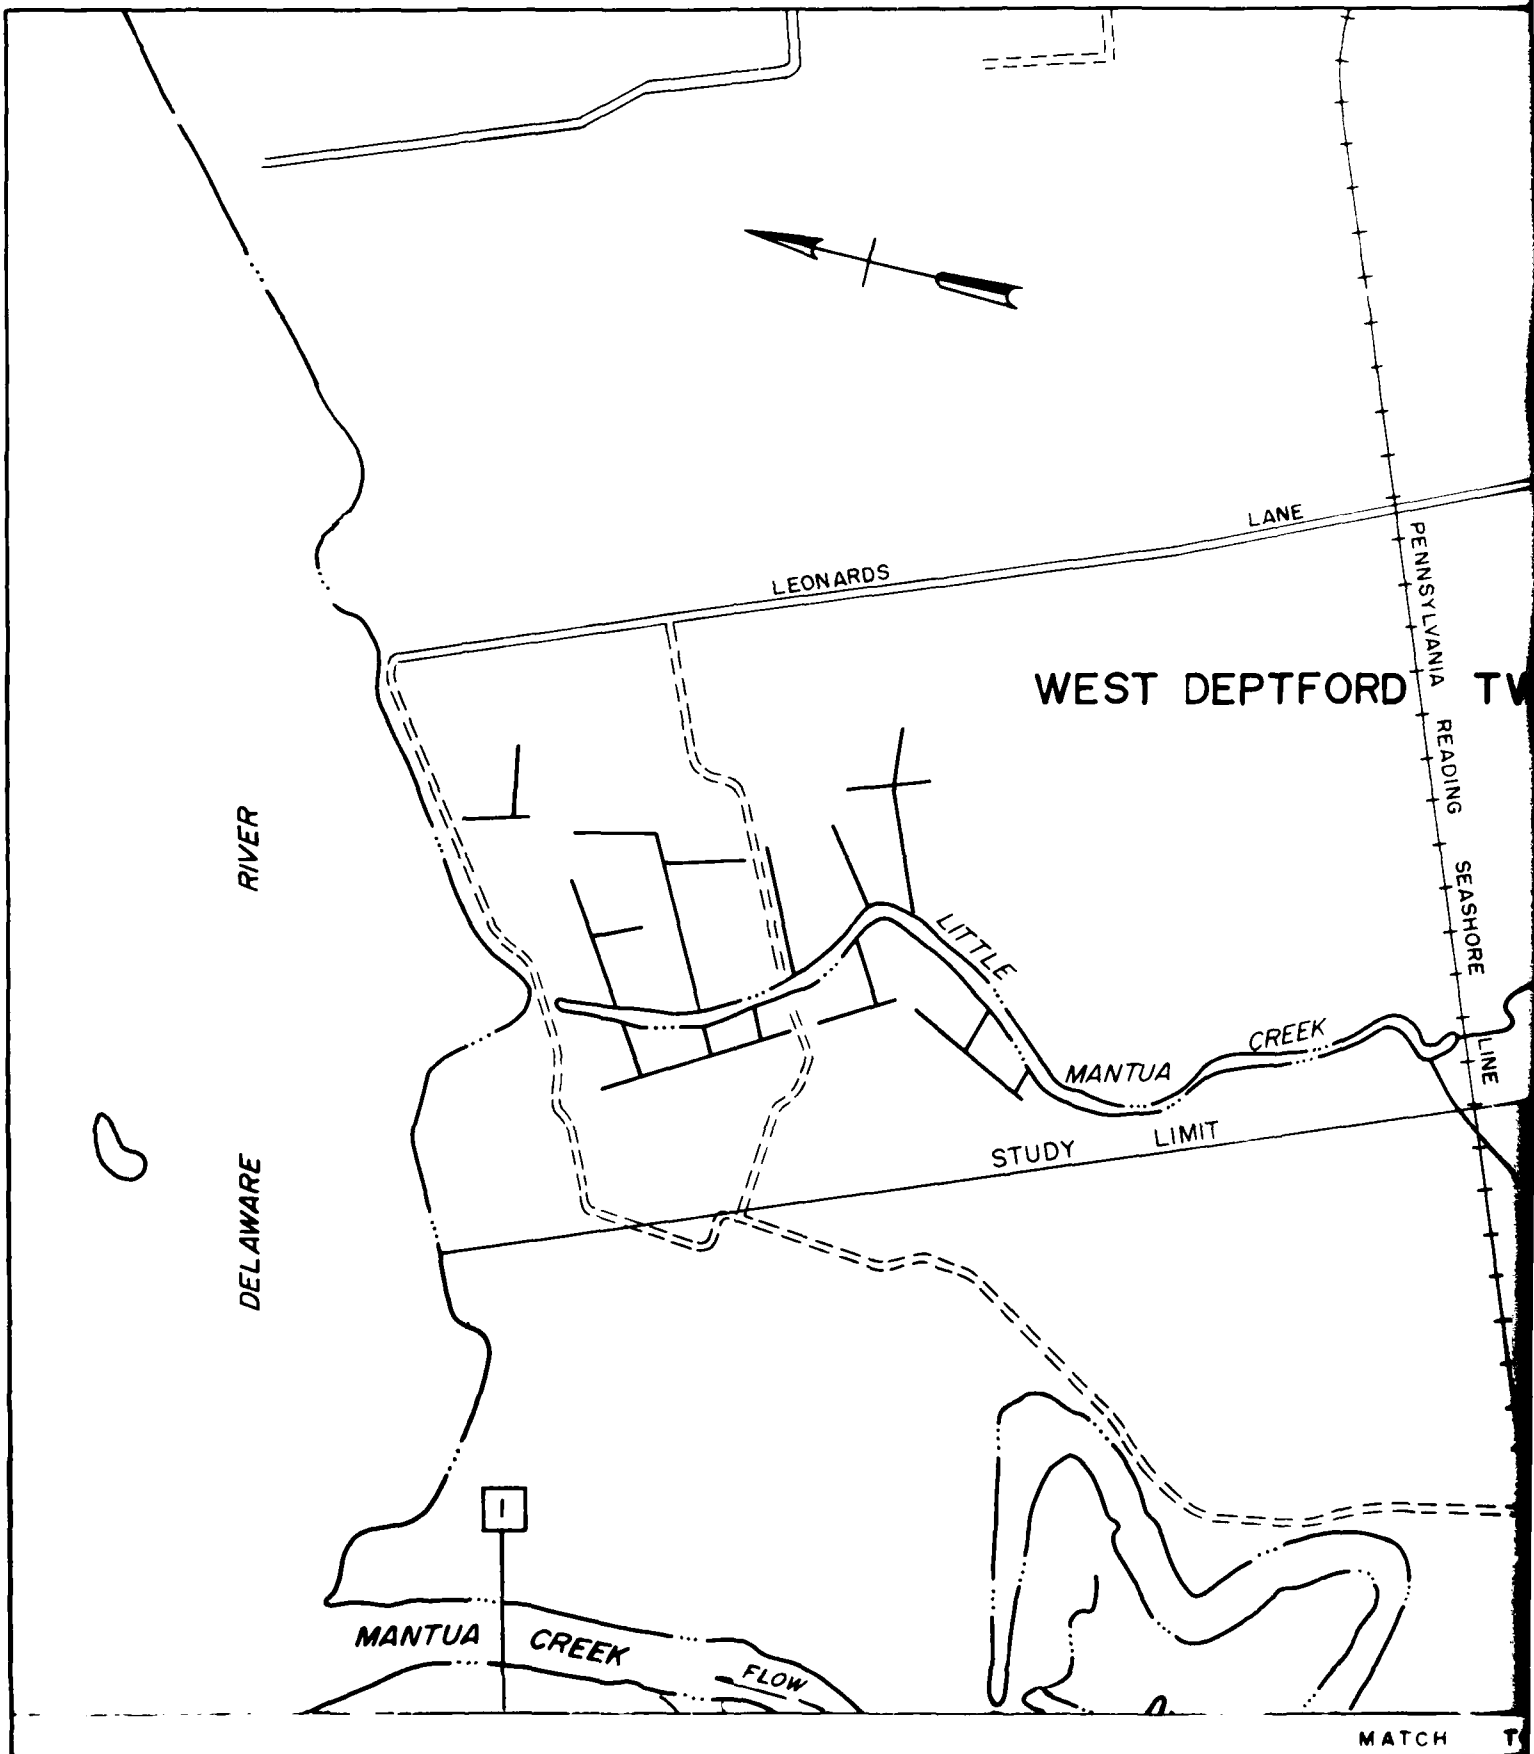 LEONARDS LANE
WEST DEPTFORD
PENNSYLVANIA READING SEASHORE LINE
DELAWARE RIVER
LITTLE MANTUA CREEK
STUDY LIMIT
1
MANTUA CREEK
FLOW
MATCH